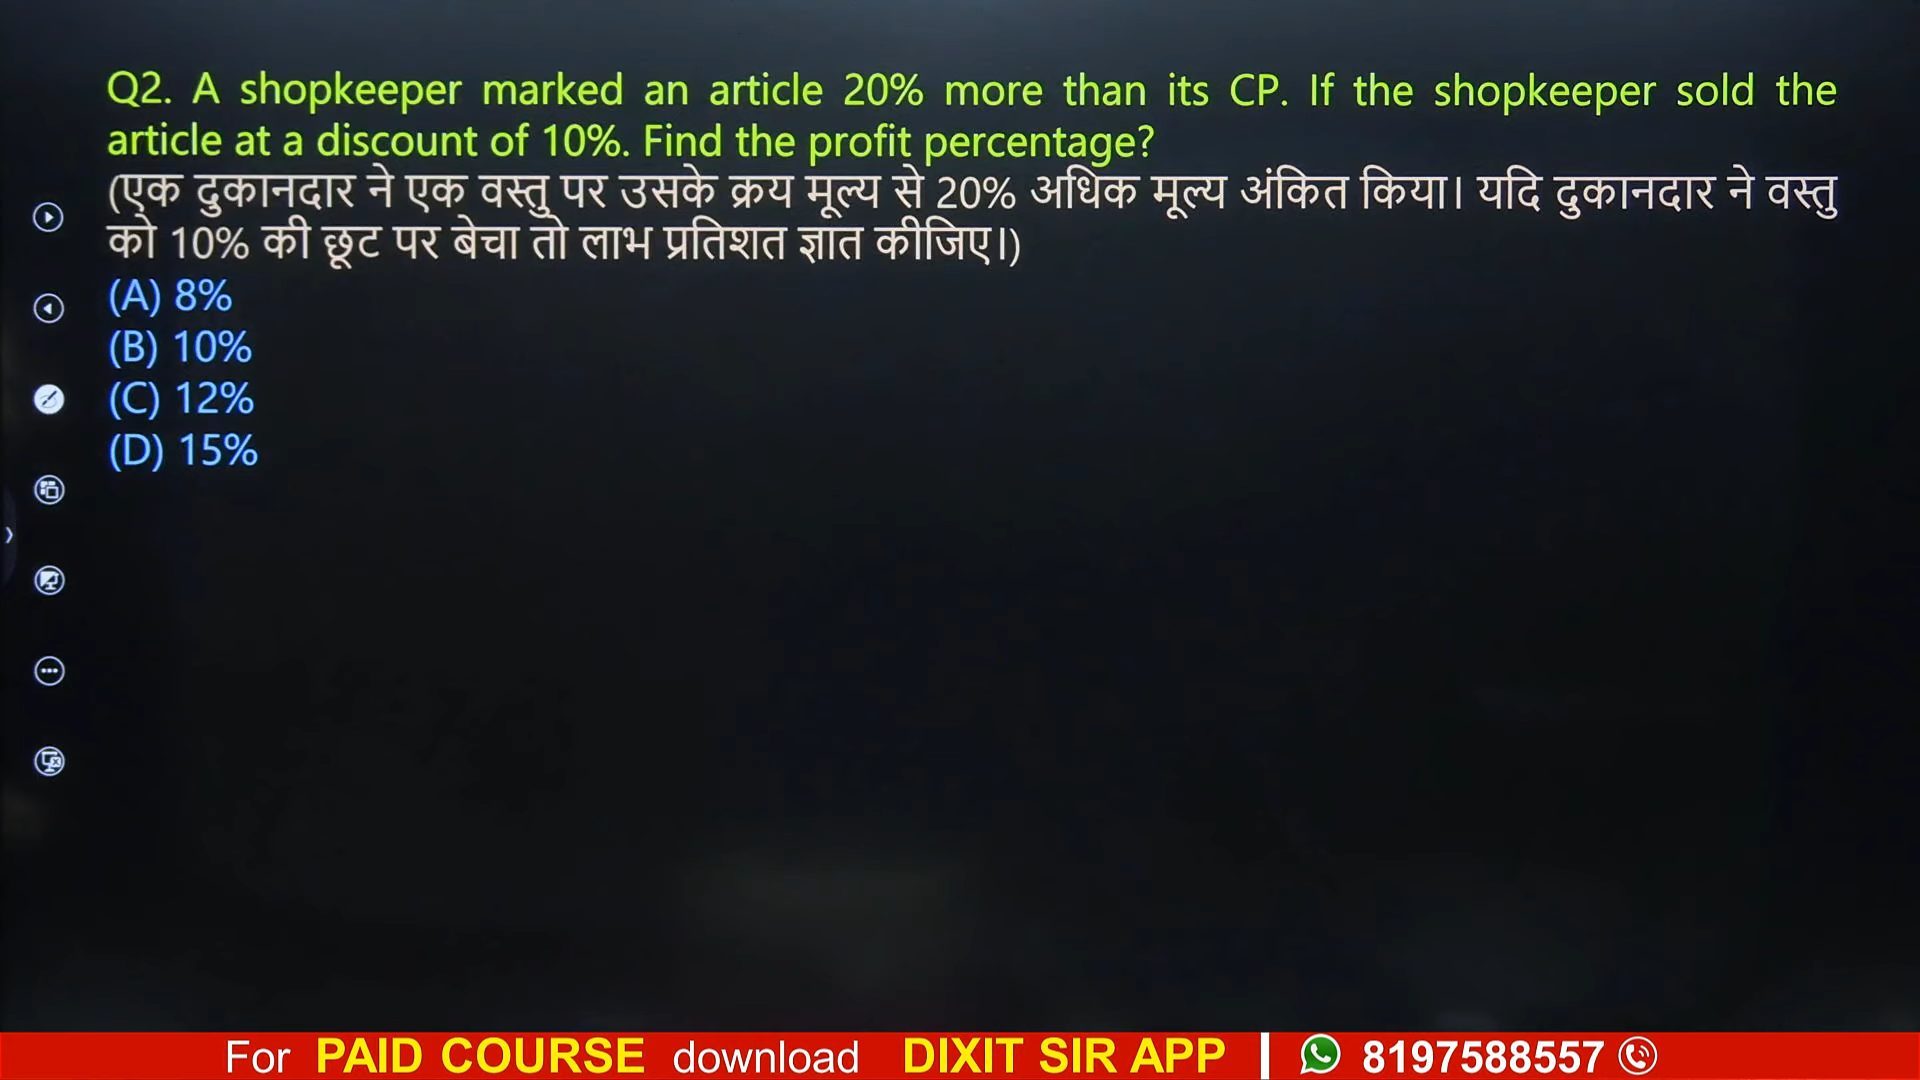 Q2. A shopkeeper marked an article 20% more than its CP. If the shopkeeper sold the
article at a discount of 10%. Find the profit percentage?
(एक दुकानदार ने एक वस्तु पर उसके क्रय मूल्य से 20% अधिक मूल्य अंकित किया। यदि दुकानदार ने वस्तु
को 10% की छूट पर बेचा तो लाभ प्रतिशत ज्ञात कीजिए।)
(A) 8%
(B) 10%
(C) 12%
(D) 15%
For PAID COURSE download DIXIT SIR APP | 8197588557